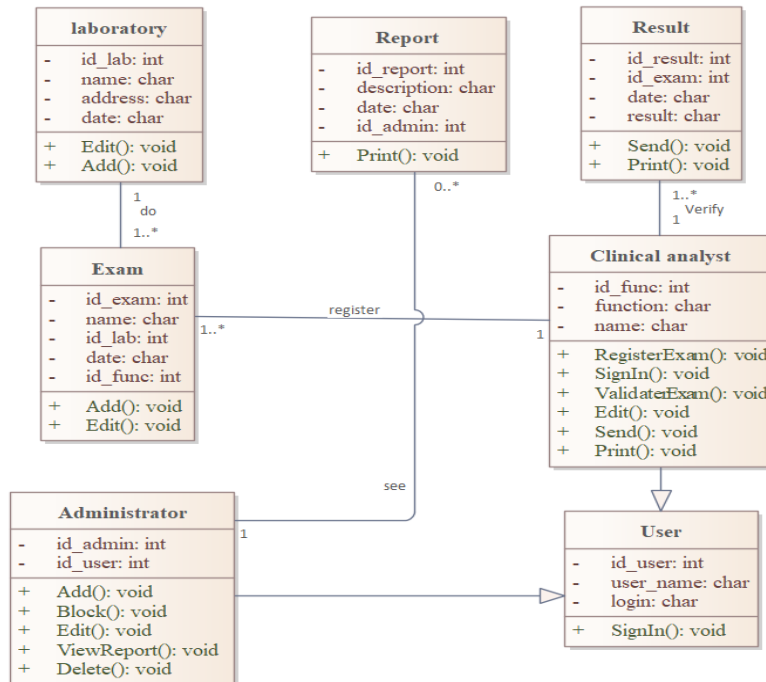 laboratory
- id_lab: int
- name: char
- address: char
- date: char
+ Edit(): void
+ Add(): void
Report
- id_report: int
- description: char
- date: char
- id_admin: int
+ Print(): void
Result
- id_result: int
- id_exam: int
- date: char
- result: char
+ Send(): void
+ Print(): void
1
do
1..*
0..*
1..*
Verify
1
Exam
- id_exam: int
- name: char
- id_lab: int
- date: char
- id_func: int
+ Add(): void
+ Edit(): void
register
1..*
1
Clinical analyst
- id_func: int
- function: char
- name: char
+ RegisterExam(): void
+ SignIn(): void
+ ValidaterExam(): void
+ Edit(): void
+ Send(): void
+ Print(): void
see
1
Administrator
- id_admin: int
- id_user: int
+ Add(): void
+ Block(): void
+ Edit(): void
+ ViewReport(): void
+ Delete(): void
User
- id_user: int
- user_name: char
- login: char
+ SignIn(): void